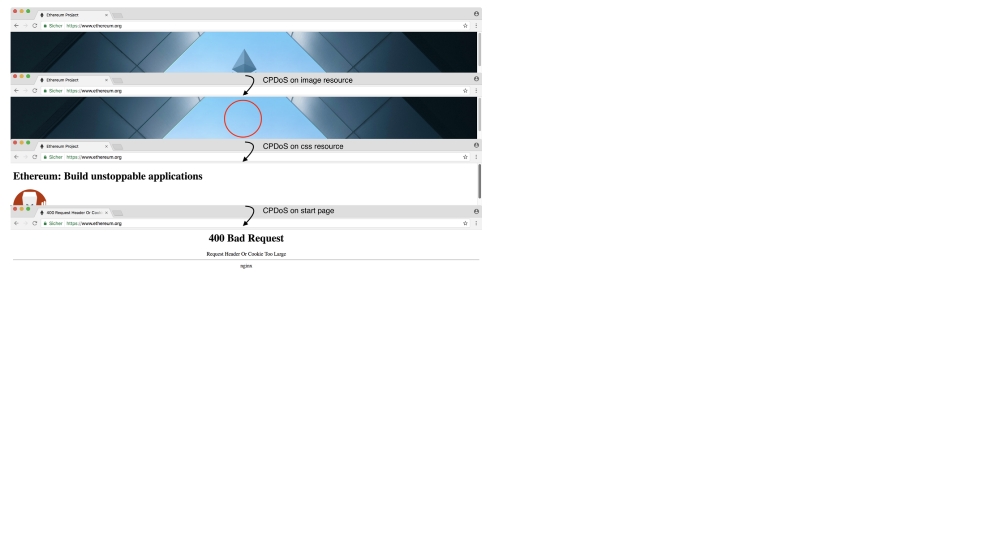 Ethereum Project
Sicher https://www.ethereum.org
Ethereum Project
CPDoS on image resource
Sicher https://www.ethereum.org
Ethereum Project
CPDoS on css resource
Sicher https://www.ethereum.org
Ethereum: Build unstoppable applications
400 Request Header Or Cook
CPDoS on start page
Sicher https://www.ethereum.org
400 Bad Request
Request Header Or Cookie Too Large
nginx